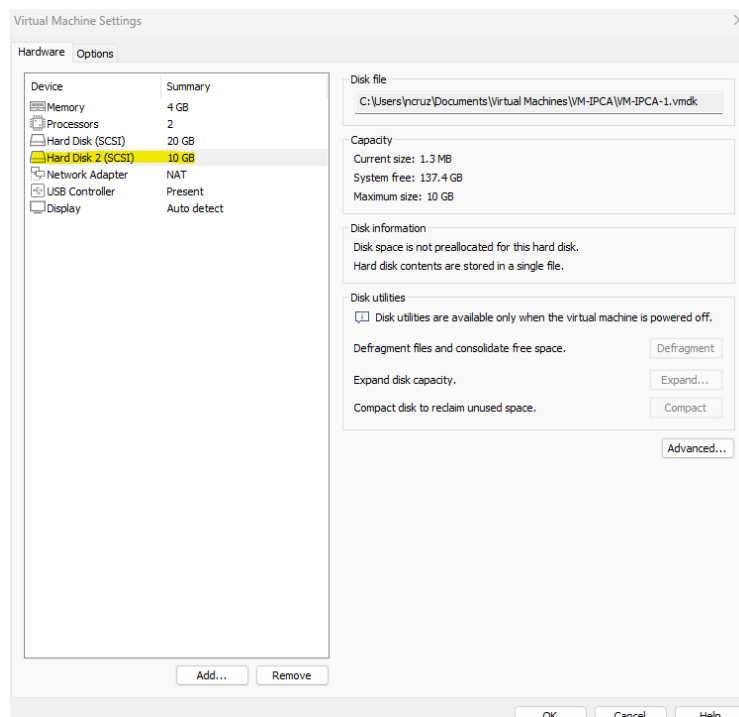 Virtual Machine Settings
Hardware Options
Device Summary
Memory 4 GB
Processors 2
Hard Disk (SCSI) 20 GB
Hard Disk 2 (SCSI) 10 GB
Network Adapter NAT
USB Controller Present
Display Auto detect
Add... Remove
Disk file
C:\Users\ncruz\Documents\Virtual Machines\VM-IPCA\VM-IPCA-1.vmdk
Capacity
Current size: 1.3 MB
System free: 137.4 GB
Maximum size: 10 GB
Disk information
Disk space is not preallocated for this hard disk.
Hard disk contents are stored in a single file.
Disk utilities
Disk utilities are available only when the virtual machine is powered off.
Defragment files and consolidate free space. Defragment
Expand disk capacity. Expand...
Compact disk to reclaim unused space. Compact
Advanced...
OK Cancel Help